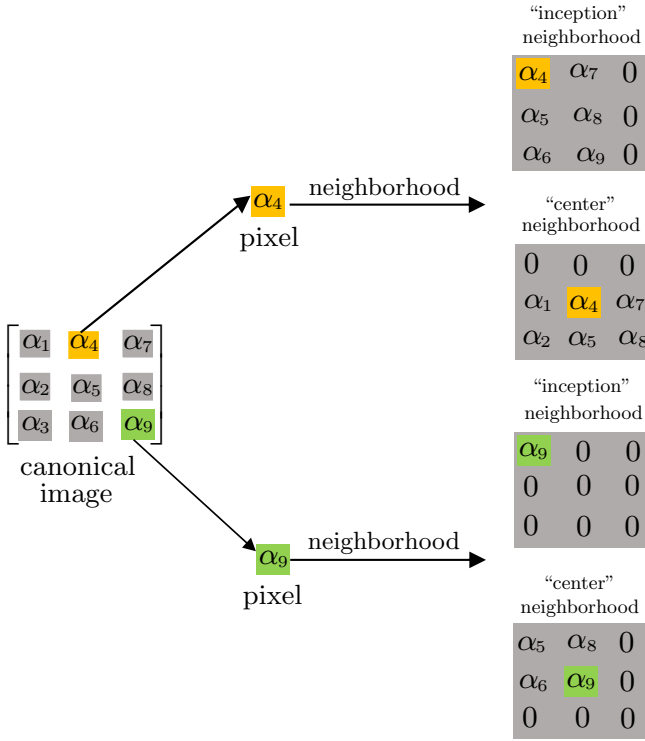 “inception”
neighborhood
α₄ α₇ 0
α₅ α₈ 0
α₆ α₉ 0
neighborhood
α₄
pixel
“center”
neighborhood
0 0 0
α₁ α₄ α₇
α₂ α₅ α₈
α₁ α₄ α₇
α₂ α₅ α₈
α₃ α₆ α₉
canonical
image
“inception”
neighborhood
α₉ 0 0
0 0 0
0 0 0
neighborhood
α₉
pixel
“center”
neighborhood
α₅ α₈ 0
α₆ α₉ 0
0 0 0